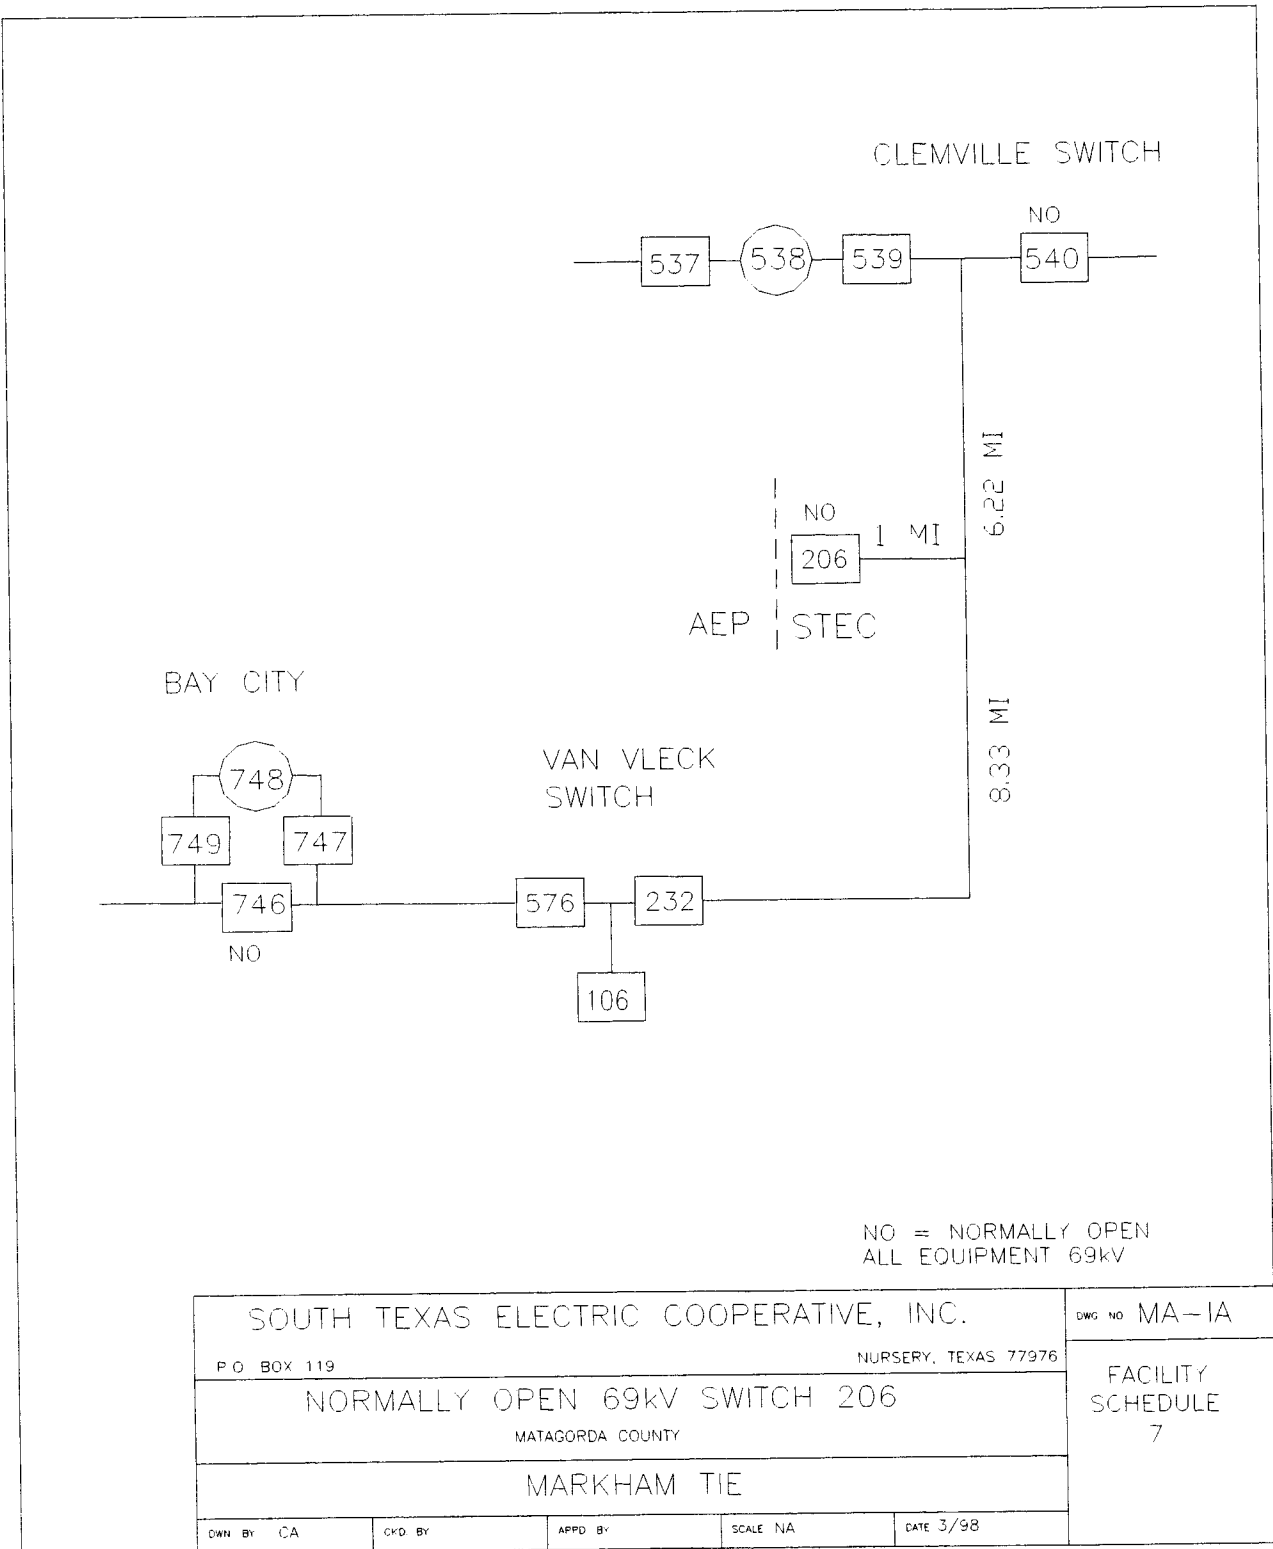 CLEMVILLE SWITCH
NO
537
538
539
540
6.22 MI
NO
206
1 MI
AEP
STEC
BAY CITY
8.33 MI
VAN VLECK
SWITCH
748
749
747
746
NO
576
232
106
NO = NORMALLY OPEN
ALL EQUIPMENT 69kV
SOUTH TEXAS ELECTRIC COOPERATIVE, INC.
P O BOX 119
NURSERY, TEXAS 77976
DWG NO MA-1A
NORMALLY OPEN 69kV SWITCH 206
MATAGORDA COUNTY
FACILITY
SCHEDULE
7
MARKHAM TIE
DWN BY CA
CKD BY
APPD BY
SCALE NA
DATE 3/98